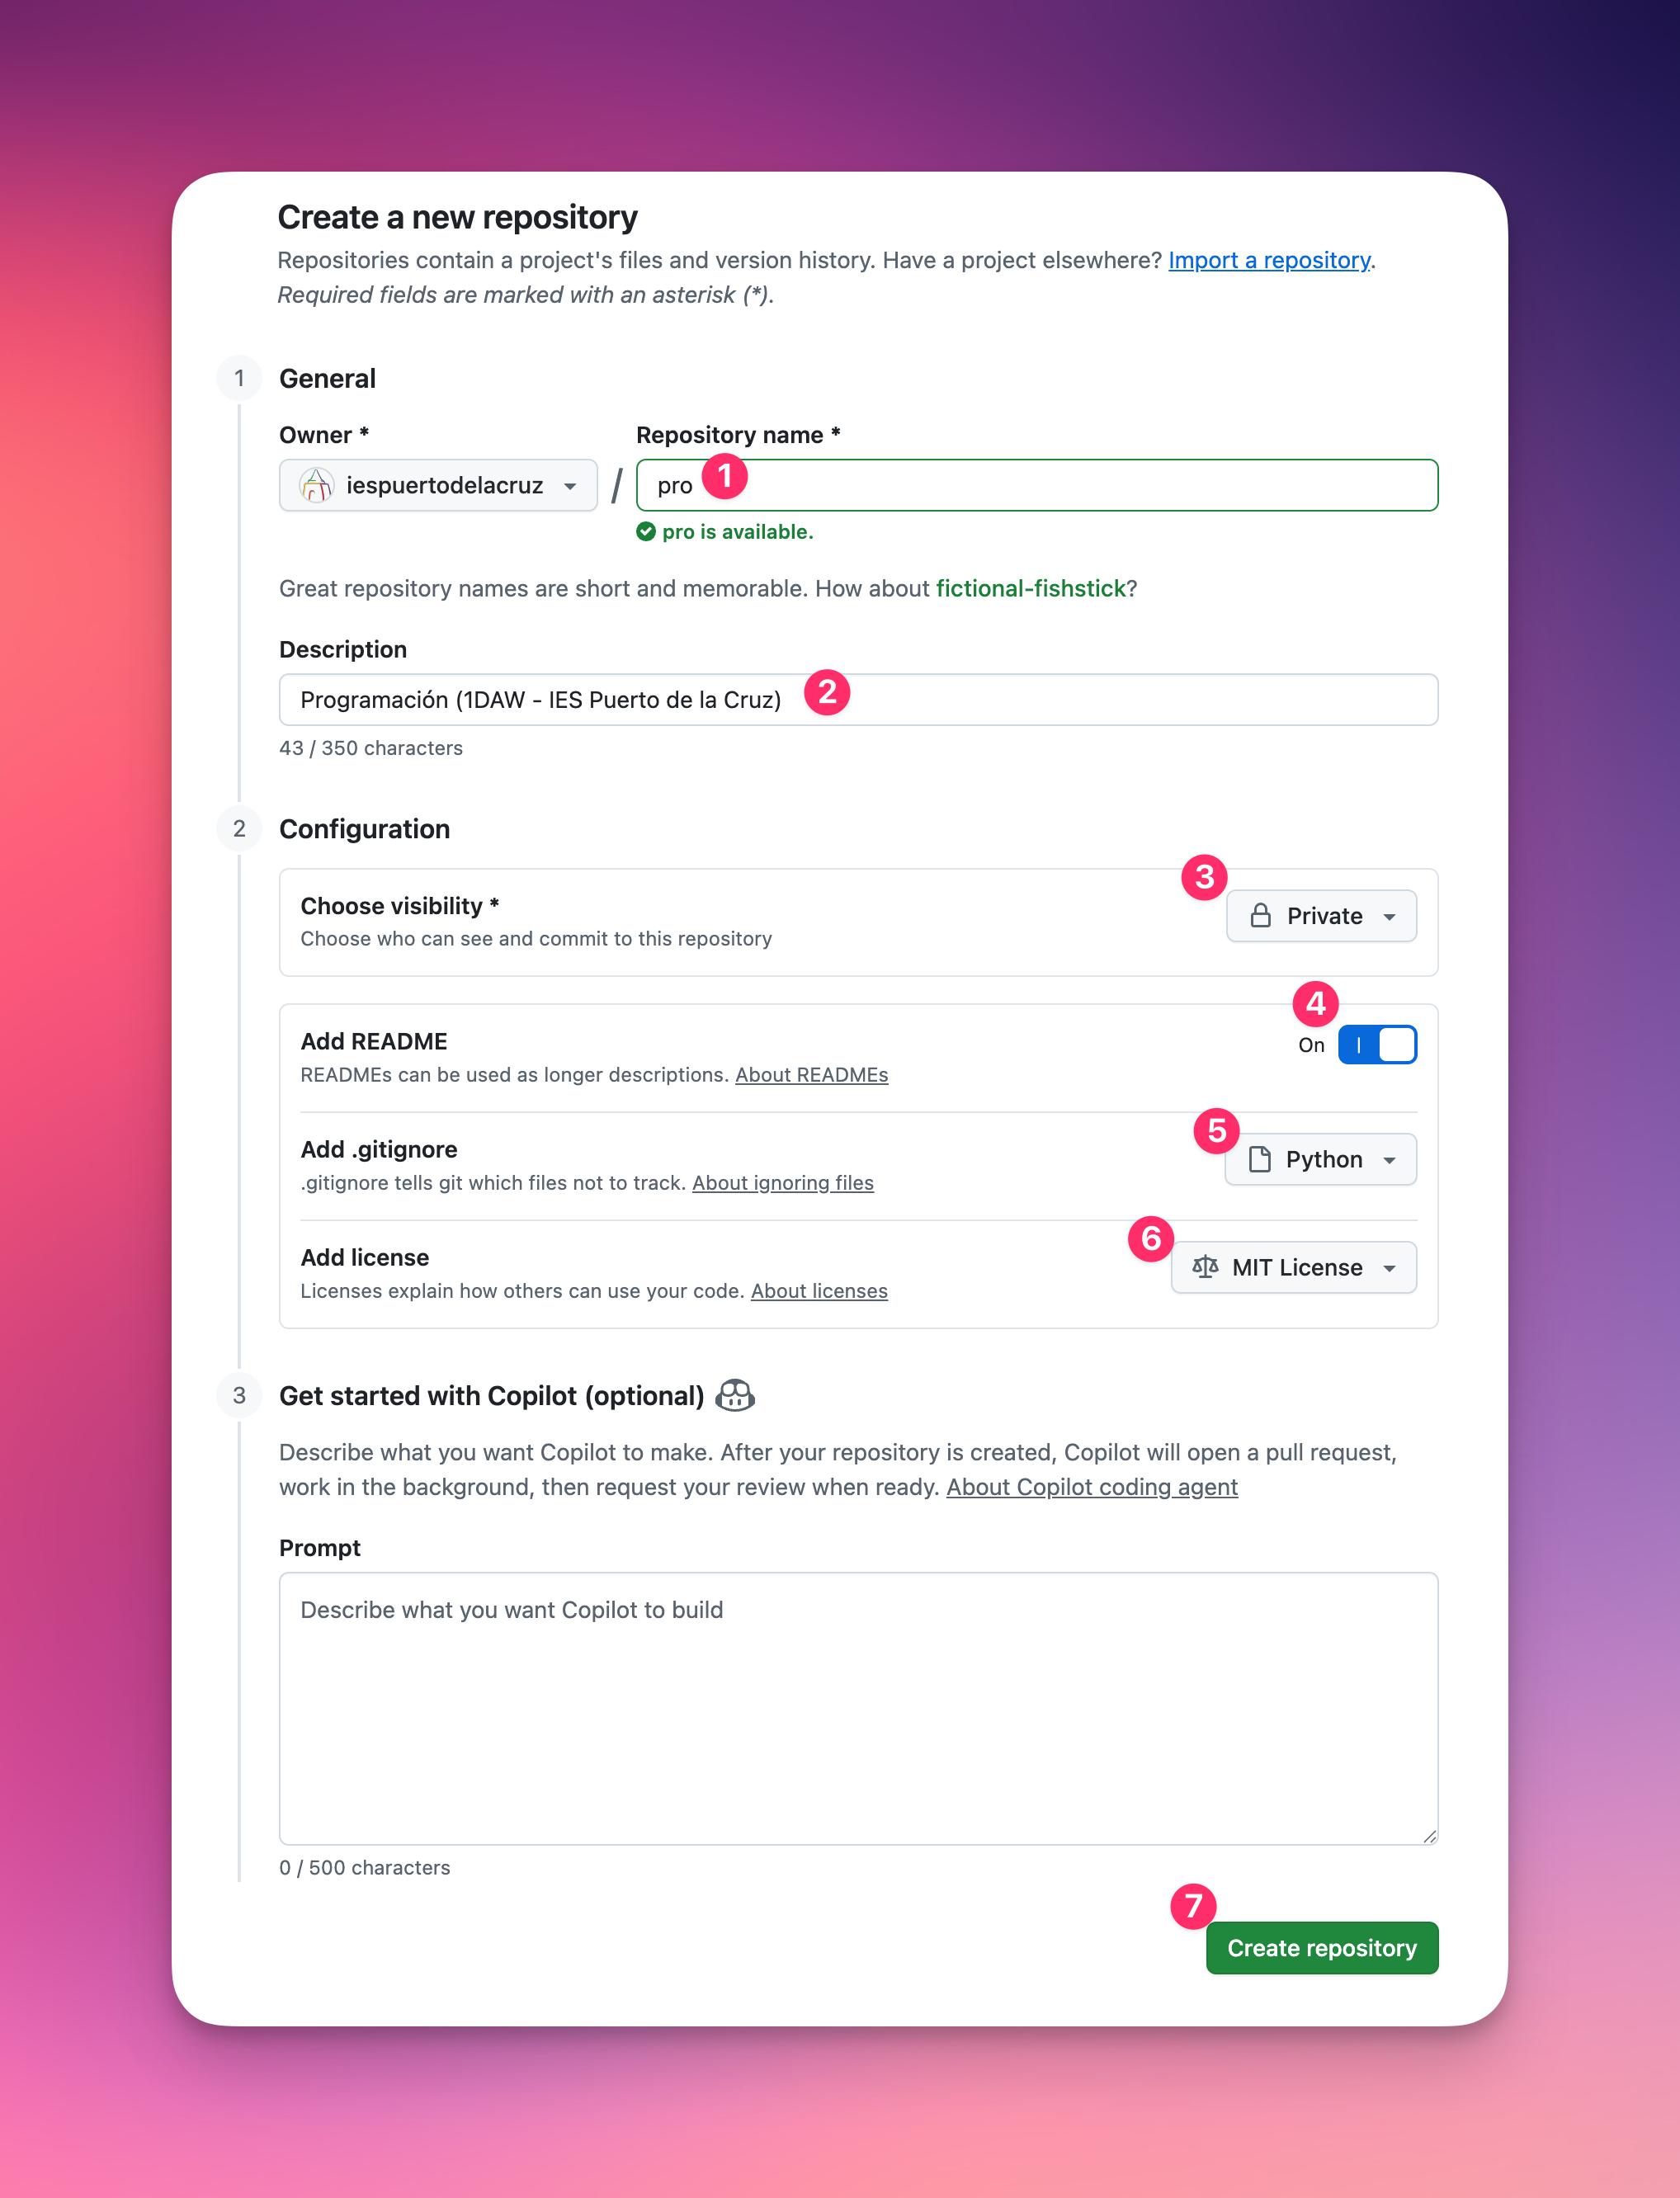 Create a new repository
Repositories contain a project's files and version history. Have a project elsewhere? Import a repository.
Required fields are marked with an asterisk (*).
1
General
Owner *
Repository name *
iespuertodelacruz
/
pro
1
pro is available.
Great repository names are short and memorable. How about fictional-fishstick?
Description
Programación (1DAW - IES Puerto de la Cruz)
2
43 / 350 characters
2
Configuration
3
Choose visibility *
Choose who can see and commit to this repository
Private
4
Add README
READMEs can be used as longer descriptions. About READMEs
On
5
Add .gitignore
.gitignore tells git which files not to track. About ignoring files
Python
6
Add license
Licenses explain how others can use your code. About licenses
MIT License
3
Get started with Copilot (optional)
Describe what you want Copilot to make. After your repository is created, Copilot will open a pull request,
work in the background, then request your review when ready. About Copilot coding agent
Prompt
Describe what you want Copilot to build
0 / 500 characters
7
Create repository